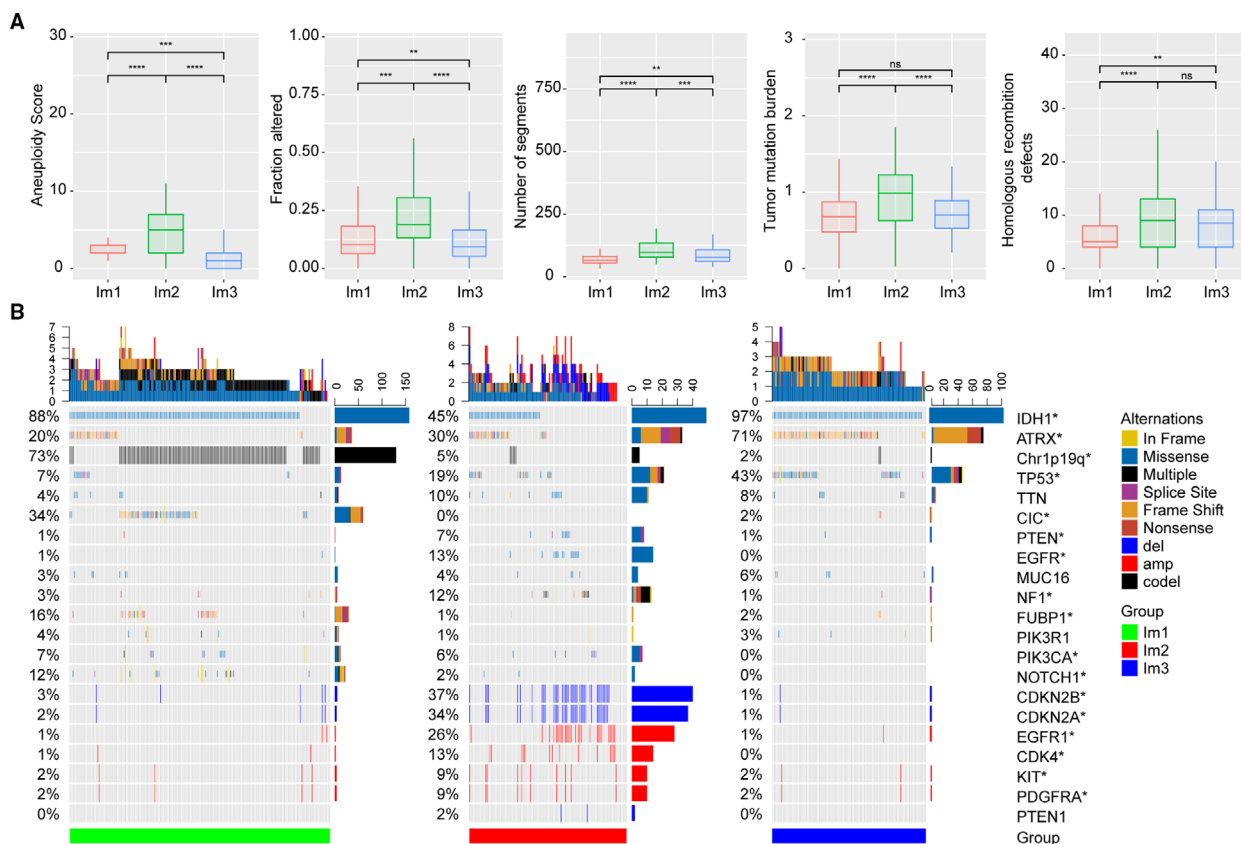 A
Aneuploidy Score
30
20
10
0
***
****
****
Im1 Im2 Im3
Fraction altered
1.00
0.75
0.50
0.25
0.00
**
***
****
Im1 Im2 Im3
Number of segments
750
500
250
0
**
****
***
Im1 Im2 Im3
Tumor mutation burden
3
2
1
0
ns
****
****
Im1 Im2 Im3
Homologous recombition
defects
40
30
20
10
0
**
****
ns
Im1 Im2 Im3
B
7
6
5
4
3
2
1
0
0 50 100 150
8
6
4
2
0
0 10 20 30 40
5
4
3
2
1
0
0 20 40 60 80 100
88% 45% 97% IDH1*
20% 30% 71% ATRX*
73% 5% 2% Chr1p19q*
7% 19% 43% TP53*
4% 10% 8% TTN
34% 0% 2% CIC*
1% 7% 1% PTEN*
1% 13% 0% EGFR*
3% 4% 6% MUC16
3% 12% 1% NF1*
16% 1% 2% FUBP1*
4% 1% 3% PIK3R1
7% 6% 0% PIK3CA*
12% 2% 0% NOTCH1*
3% 37% 1% CDKN2B*
2% 34% 1% CDKN2A*
1% 26% 1% EGFR1*
1% 13% 0% CDK4*
2% 9% 2% KIT*
2% 9% 2% PDGFRA*
0% 2% 0% PTEN1
Group
Alternations
In Frame
Missense
Multiple
Splice Site
Frame Shift
Nonsense
del
amp
codel
Group
Im1
Im2
Im3